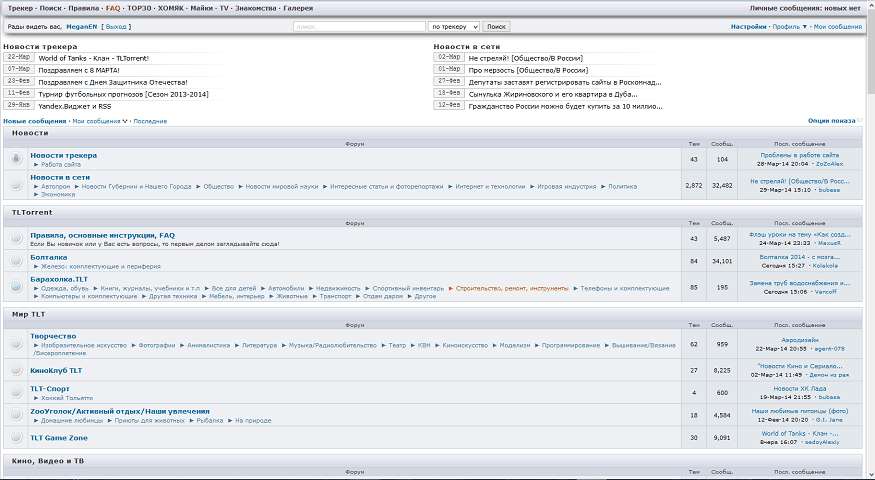 Трекер · Поиск · Правила · FAQ · TOP30 · ХОМЯК · Майки · TV · Знакомства · Галерея
Личные сообщения: новых нет
Рады видеть вас, MeganEN [ Выход ]
поиск...
по трекеру
Поиск
Настройки · Профиль ▼ · Мои сообщения
Новости трекера
22-Мар World of Tanks - Клан - TLTorrent!
07-Мар Поздравляем с 8 МАРТА!
23-Фев Поздравляем с Днем Защитника Отечества!
11-Фев Турнир футбольных прогнозов [Сезон 2013-2014]
29-Янв Yandex.Виджет и RSS
Новости в сети
02-Мар Не стреляй! [Общество/В России]
01-Мар Про мерзость [Общество/В России]
27-Фев Депутаты заставят регистрировать сайты в Роскомнад...
18-Фев Сынулька Жириновского и его квартира в Дуба...
12-Фев Гражданство России можно будет купить за 10 миллио...
Новые сообщения · Мои сообщения · Последние
Опции показа
Новости
Форум Тем Сообщ. Посл. сообщение
Новости трекера
► Работа сайта
43 104
Проблемы в работе сайта
28-Мар-14 20:04 · ZoZoAlex
Новости в сети
► Автопром ► Новости Губернии и Нашего Города ► Общество ► Новости мировой науки ► Интересные статьи и фоторепортажи ► Интернет и технологии ► Игровая индустрия ► Политика
► Экономика
2,872 32,482
Не стреляй! [Общество/В Росс...
29-Мар-14 15:10 · bubasa
TLTorrent
Форум Тем Сообщ. Посл. сообщение
Правила, основные инструкции, FAQ
Если Вы новичок или у Вас есть вопросы, то первым делом заглядывайте сюда!
43 5,487
Флэш уроки на тему «Как созд...
24-Мар-14 23:33 · MaxusR
Болталка
► Железо: комплектующие и периферия
84 34,101
Болталка 2014 - с мозга...
Сегодня 15:27 · Kolakola
Барахолка.TLT
► Одежда, обувь ► Книги, журналы, учебники и т.п ► Все для детей ► Автомобили ► Недвижимость ► Спортивный инвентарь ► Строительство, ремонт, инструменты ► Телефоны и комплектующие
► Компьютеры и комплектующие ► Другая техника ► Мебель, интерьер ► Животные ► Транспорт ► Отдам даром ► Другое
85 195
Замена труб водоснабжения и...
Сегодня 15:06 · Vancoff
Мир TLT
Форум Тем Сообщ. Посл. сообщение
Творчество
► Изобразительное искусство ► Фотографии ► Анималистика ► Литература ► Музыка/Радиолюбительство ► Театр ► КВН ► Киноискусство ► Моделизм ► Программирование ► Вышивание/Вязание
/Бисероплетение
62 959
Аэродизайн
22-Мар-14 20:55 · agent-078
КиноКлуб TLT
27 8,225
"Новости Кино и Сериало...
02-Мар-14 11:49 · Демон из рая
TLT-Спорт
► Хоккей Тольятти
4 600
Новости ХК Лада
19-Мар-14 21:55 · bubasa
ZooУголок/Активный отдых/Наши увлечения
► Домашние любимцы ► Приюты для животных ► Рыбалка ► На природе
18 4,584
Наши любимые питомцы (фото)
12-Фев-14 20:20 · G.I. Jane
TLT Game Zone
30 9,091
World of Tanks - Клан -...
Вчера 16:07 · sedoyAlexiy
Кино, Видео и ТВ
Форум Тем Сообщ. Посл. сообщение